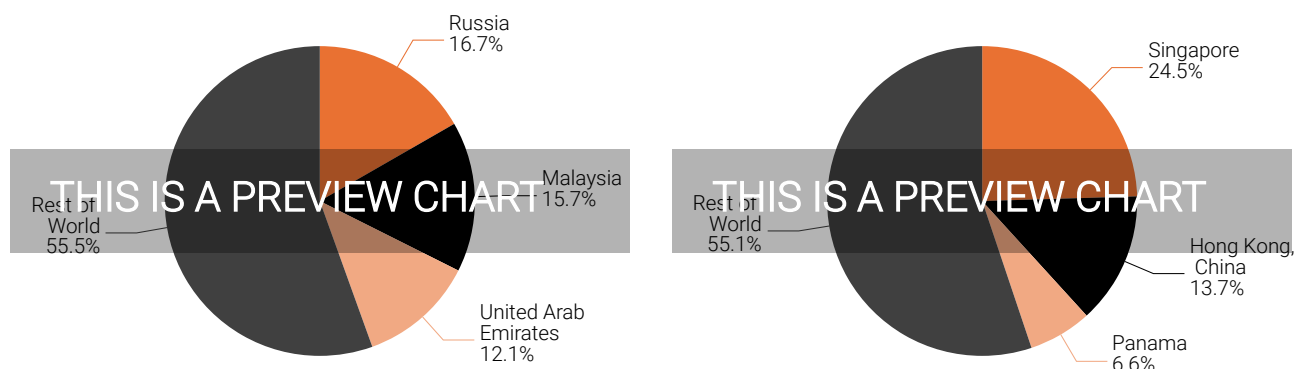 Russia
16.7%
Malaysia
15.7%
THIS IS A PREVIEW CHART
Rest of
World
55.5%
United Arab
Emirates
12.1%
Singapore
24.5%
THIS IS A PREVIEW CHART
Rest of
World
55.1%
Hong Kong,
China
13.7%
Panama
6.6%